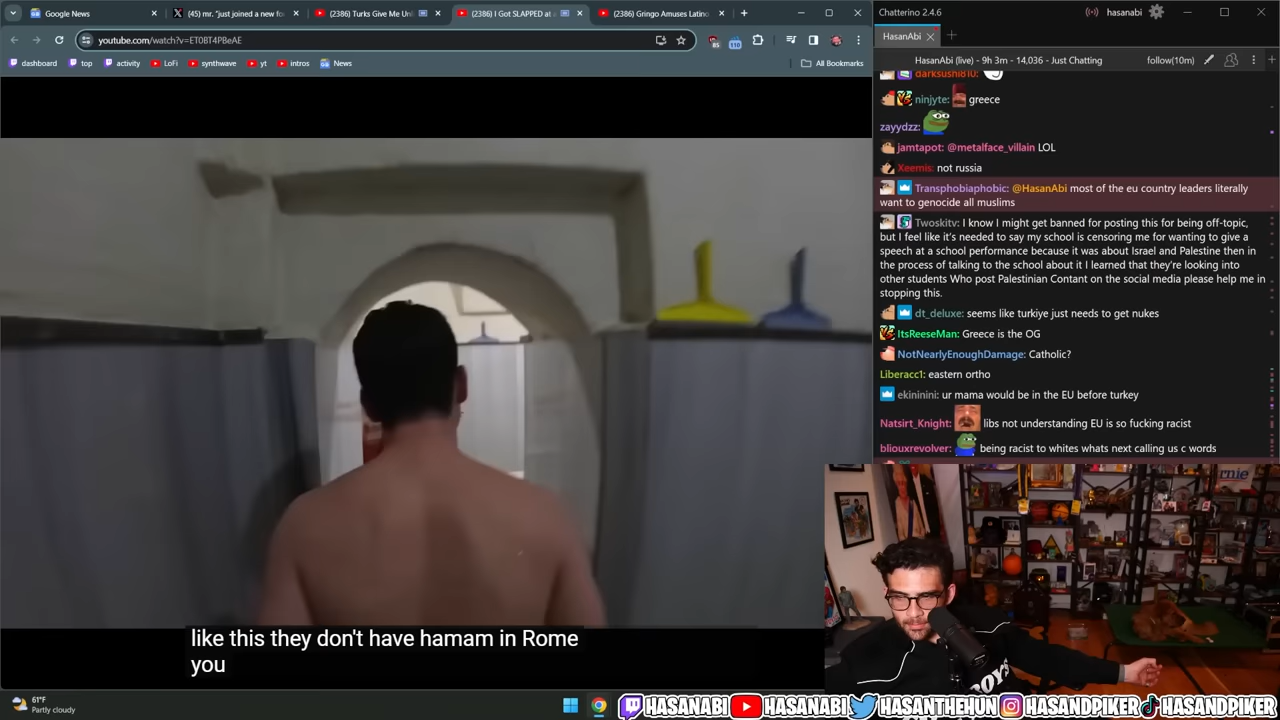 Google News
(45) mr. "just joined a new fo
(2386) Turks Give Me Unl
(2386) I Got SLAPPED at a
(2386) Gringo Amuses Latino
youtube.com/watch?v=ET0BT4PBeAE
dashboard
top
activity
LoFi
synthwave
yt
intros
News
All Bookmarks
Chatterino 2.4.6
hasanabi
HasanAbi
HasanAbi (live) - 9h 3m - 14,036 - Just Chatting
follow(10m)
darksushi810:
ninjyte: greece
zayydzz:
jamtapot: @metalface_villain LOL
Xeemis: not russia
Transphobiaphobic: @HasanAbi most of the eu country leaders literally
want to genocide all muslims
Twoskitv: I know I might get banned for posting this for being off-topic,
but I feel like it's needed to say my school is censoring me for wanting to give a
speech at a school performance because it was about Israel and Palestine then in
the process of talking to the school about it I learned that they're looking into
other students Who post Palestinian Contant on the social media please help me in
stopping this.
dt_deluxe: seems like turkiye just needs to get nukes
ItsReeseMan: Greece is the OG
NotNearlyEnoughDamage: Catholic?
Liberacc1: eastern ortho
ekininini: ur mama would be in the EU before turkey
Natsirt_Knight: libs not understanding EU is so fucking racist
bliouxrevolver: being racist to whites whats next calling us c words
like this they don't have hamam in Rome
you
61°F
Partly cloudy
HASANABI
HASANABI
HASANTHEHUN
HASANDPIKER
HASANDPIKER